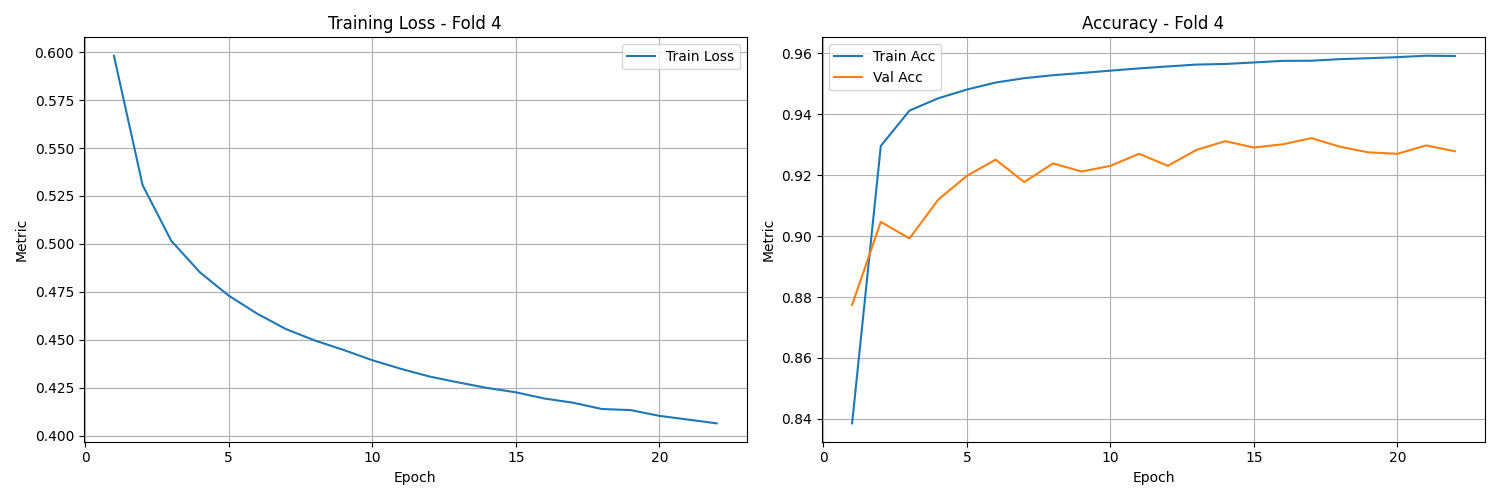 Training Loss - Fold 4
Train Loss
0.600
0.575
0.550
0.525
0.500
0.475
0.450
0.425
0.400
Metric
0
5
10
15
20
Epoch
Accuracy - Fold 4
Train Acc
Val Acc
0.96
0.94
0.92
0.90
0.88
0.86
0.84
Metric
0
5
10
15
20
Epoch